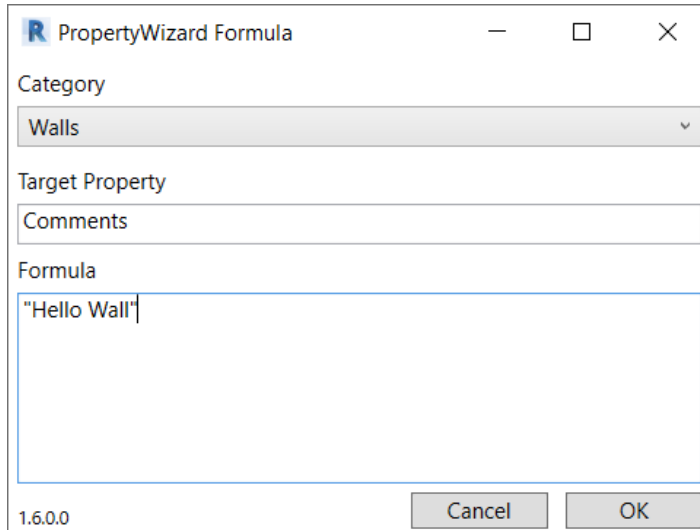 PropertyWizard Formula
Category
Walls
Target Property
Comments
Formula
"Hello Wall"
1.6.0.0
Cancel
OK